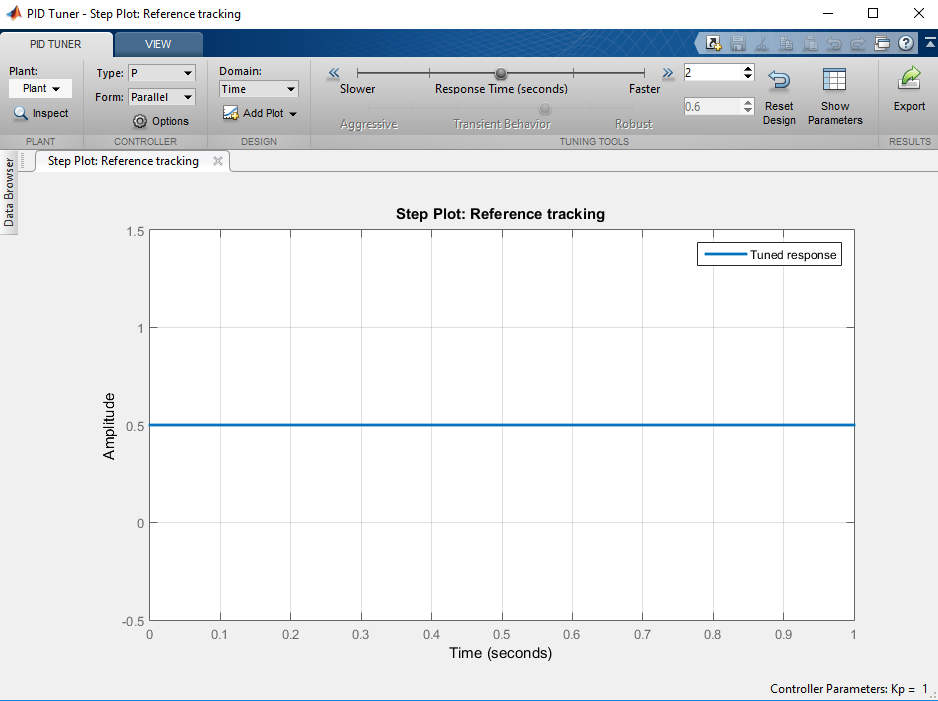 PID Tuner - Step Plot: Reference tracking
PID TUNER
VIEW
Plant:
Plant
Inspect
PLANT
Type: P
Form: Parallel
Options
CONTROLLER
Domain:
Time
Add Plot
DESIGN
Slower
Response Time (seconds)
Faster
2
Aggressive
Transient Behavior
Robust
0.6
Reset
Design
Show
Parameters
TUNING TOOLS
Export
RESULTS
Data Browser
Step Plot: Reference tracking
Step Plot: Reference tracking
Tuned response
1.5
1
0.5
0
-0.5
Amplitude
0 0.1 0.2 0.3 0.4 0.5 0.6 0.7 0.8 0.9 1
Time (seconds)
Controller Parameters: Kp = 1